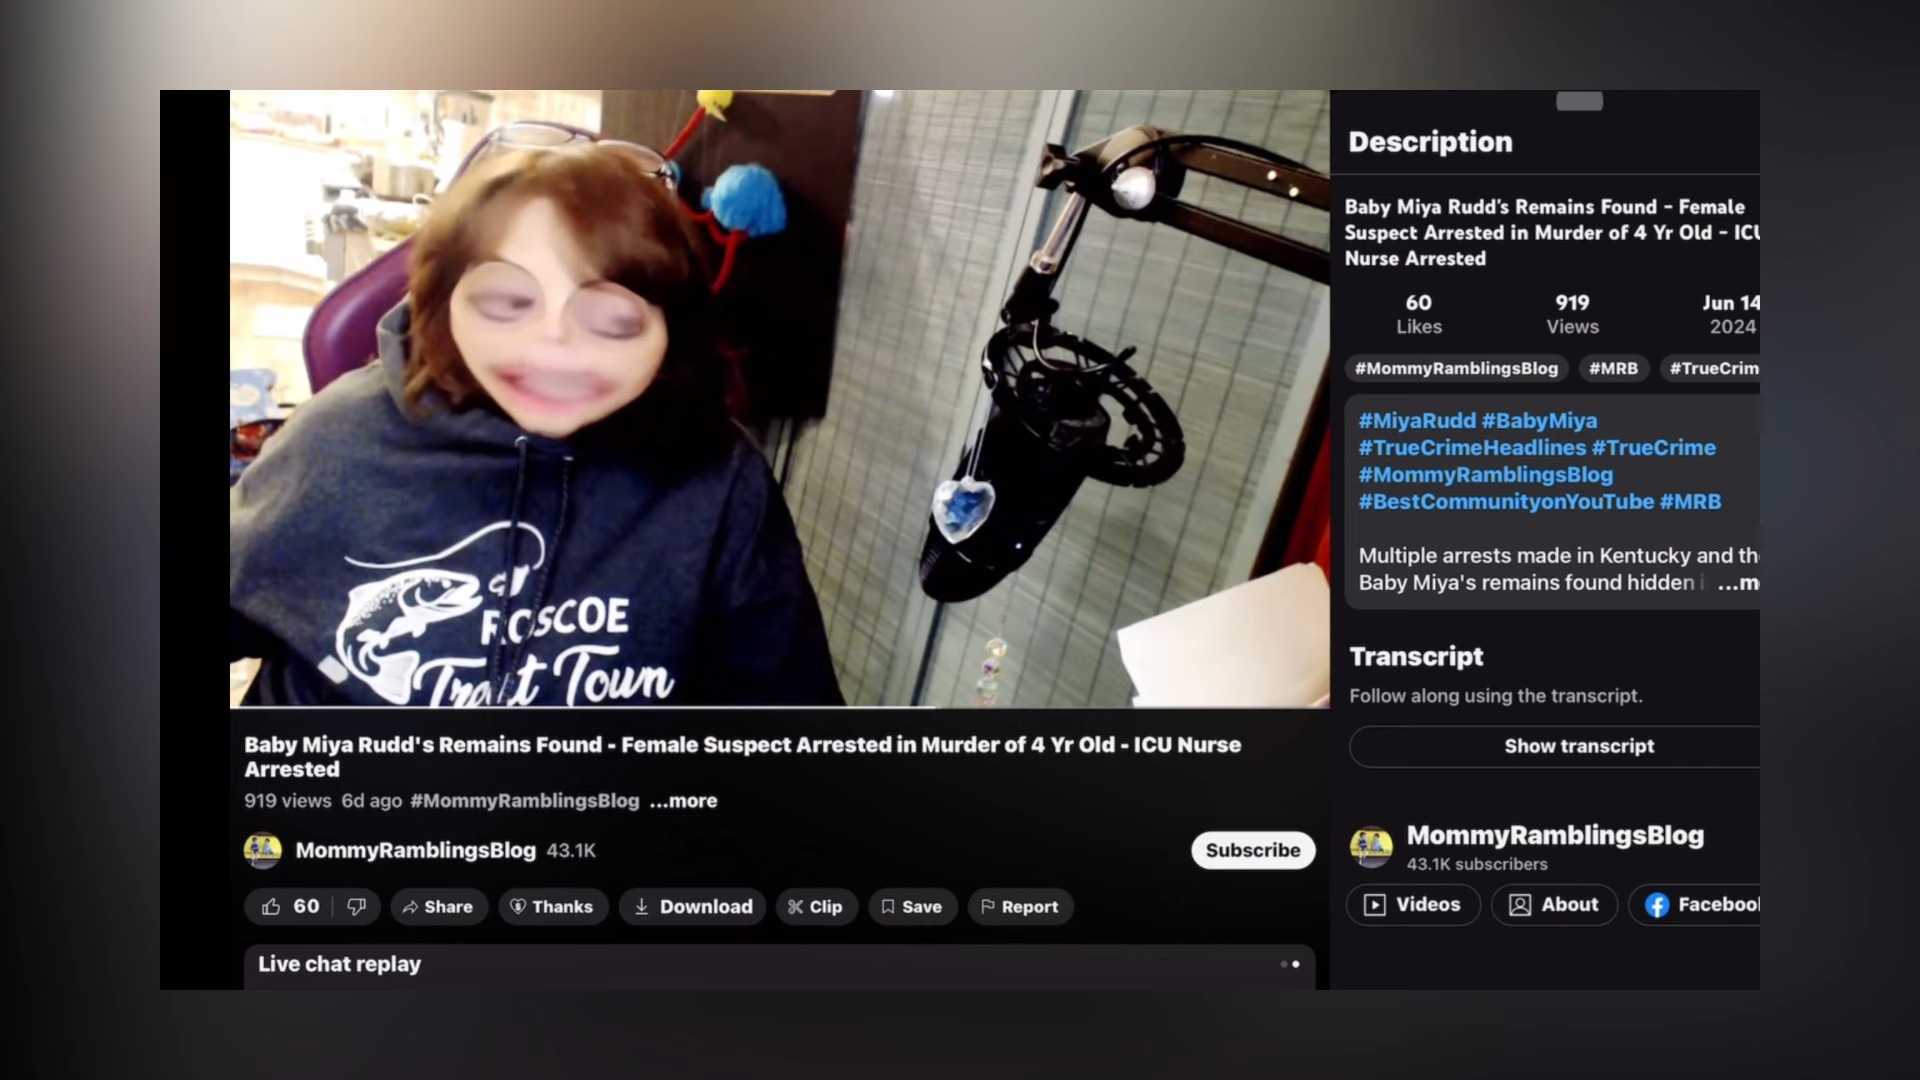 ROSCOE
Trout Town
Baby Miya Rudd's Remains Found - Female Suspect Arrested in Murder of 4 Yr Old - ICU Nurse
Arrested
919 views 6d ago #MommyRamblingsBlog ...more
MommyRamblingsBlog 43.1K
Subscribe
60 Share Thanks Download Clip Save Report
Live chat replay
Description
Baby Miya Rudd's Remains Found - Female
Suspect Arrested in Murder of 4 Yr Old - ICU
Nurse Arrested
60 919 Jun 14
Likes Views 2024
#MommyRamblingsBlog #MRB #TrueCrim
#MiyaRudd #BabyMiya
#TrueCrimeHeadlines #TrueCrime
#MommyRamblingsBlog
#BestCommunityonYouTube #MRB
Multiple arrests made in Kentucky and th
Baby Miya's remains found hidden i ...m
Transcript
Follow along using the transcript.
Show transcript
MommyRamblingsBlog
43.1K subscribers
Videos About Facebook